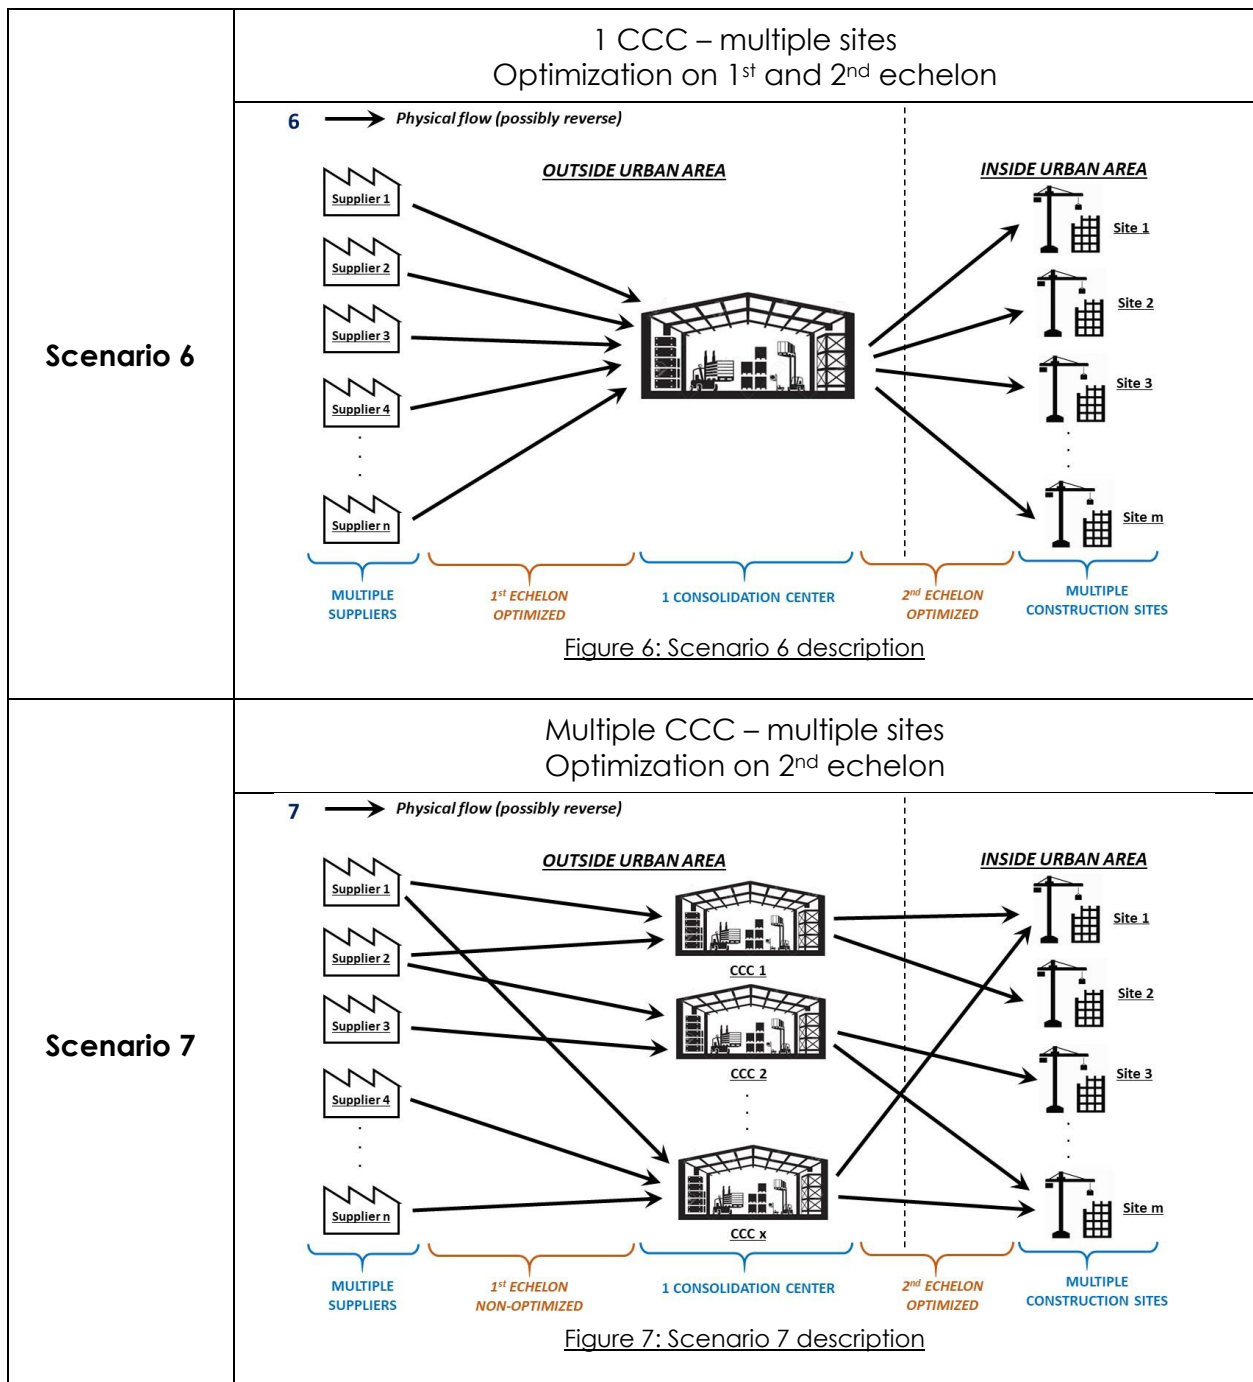 Scenario 6
1 CCC – multiple sites
Optimization on 1st and 2nd echelon
6 Physical flow (possibly reverse)
OUTSIDE URBAN AREA
INSIDE URBAN AREA
Supplier 1
Supplier 2
Supplier 3
Supplier 4
.
.
.
Supplier n
Site 1
Site 2
Site 3
. . .
Site m
MULTIPLE
SUPPLIERS
1st ECHELON
OPTIMIZED
1 CONSOLIDATION CENTER
2nd ECHELON
OPTIMIZED
MULTIPLE
CONSTRUCTION SITES
Figure 6: Scenario 6 description
Scenario 7
Multiple CCC – multiple sites
Optimization on 2nd echelon
7 Physical flow (possibly reverse)
OUTSIDE URBAN AREA
INSIDE URBAN AREA
Supplier 1
Supplier 2
Supplier 3
Supplier 4
.
.
.
Supplier n
CCC 1
CCC 2
.
.
.
CCC x
Site 1
Site 2
Site 3
. . .
Site m
MULTIPLE
SUPPLIERS
1st ECHELON
NON-OPTIMIZED
1 CONSOLIDATION CENTER
2nd ECHELON
OPTIMIZED
MULTIPLE
CONSTRUCTION SITES
Figure 7: Scenario 7 description